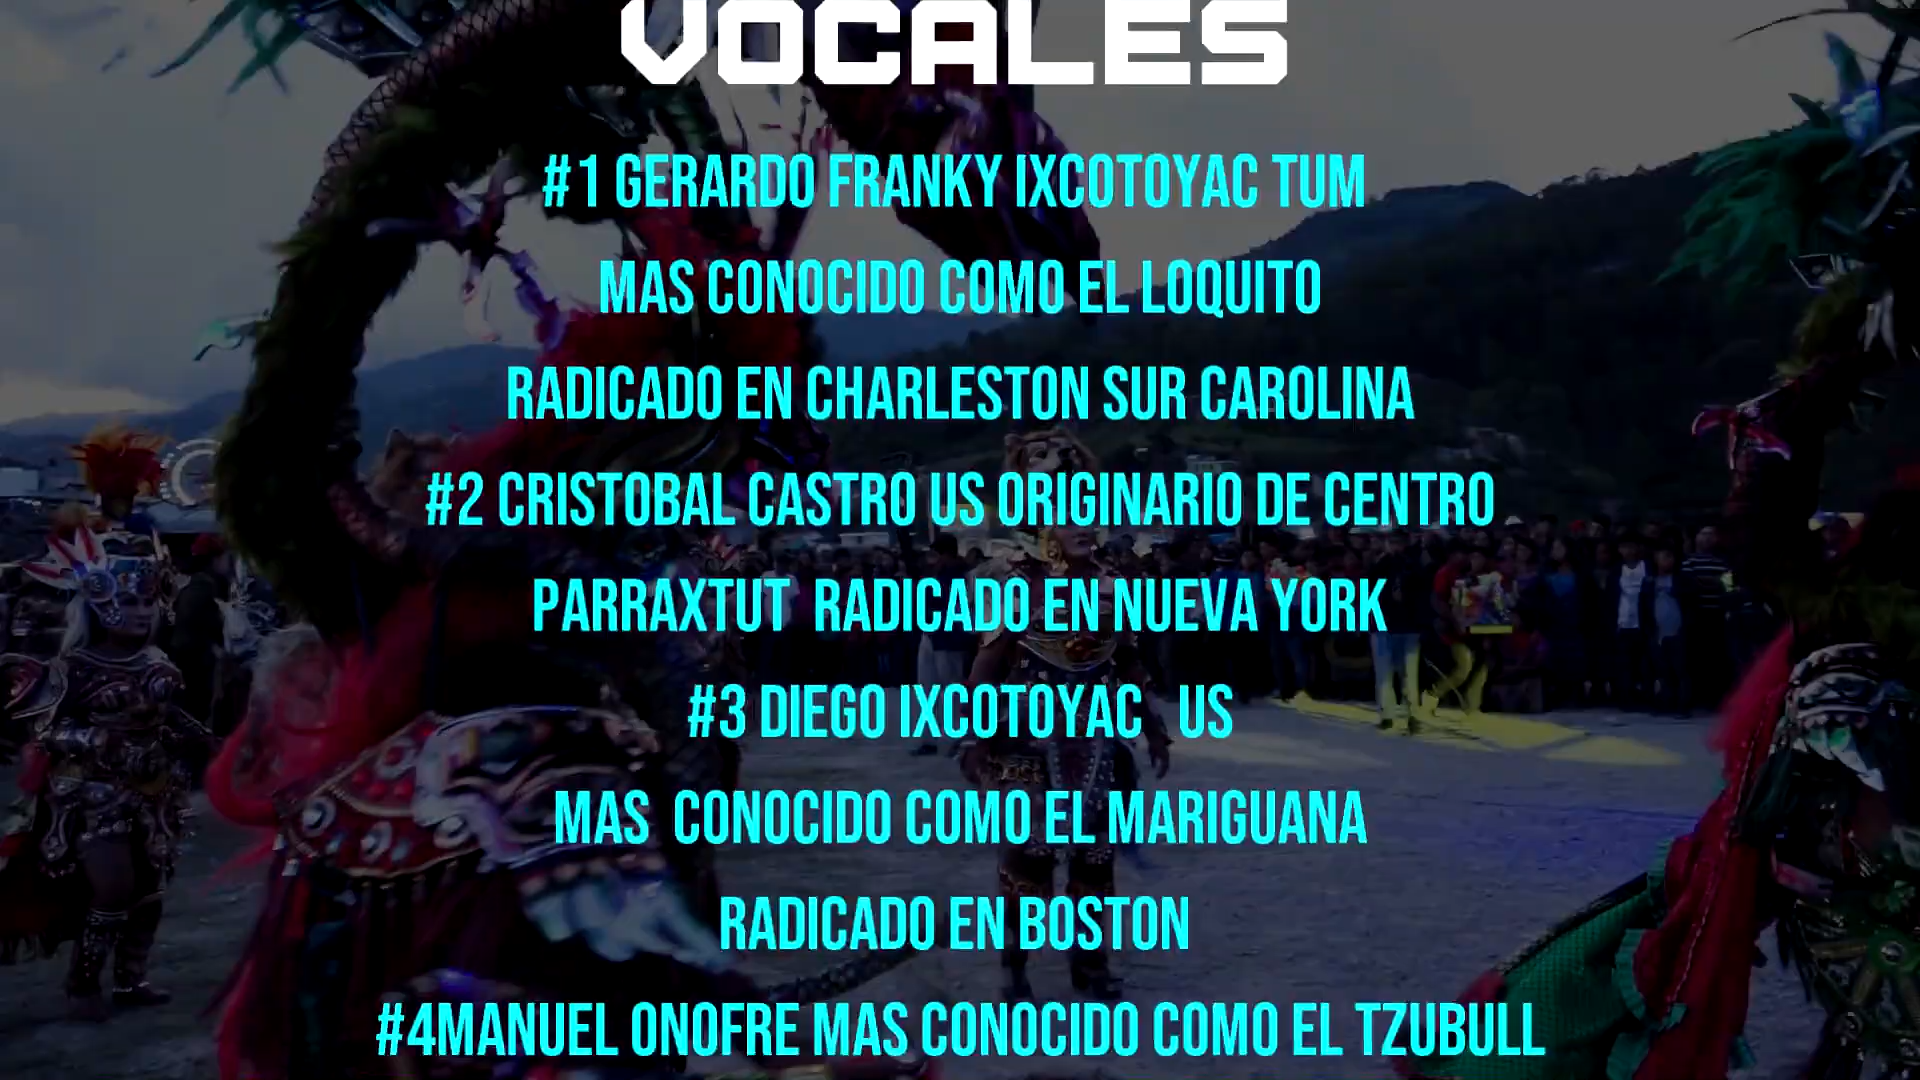 VOCALES
#1 GERARDO FRANKY IXCOTOYAC TUM
MAS CONOCIDO COMO EL LOQUITO
RADICADO EN CHARLESTON SUR CAROLINA
#2 CRISTOBAL CASTRO US ORIGINARIO DE CENTRO
PARRAXTUT RADICADO EN NUEVA YORK
#3 DIEGO IXCOTOYAC US
MAS CONOCIDO COMO EL MARIGUANA
RADICADO EN BOSTON
#4MANUEL ONOFRE MAS CONOCIDO COMO EL TZUBULL